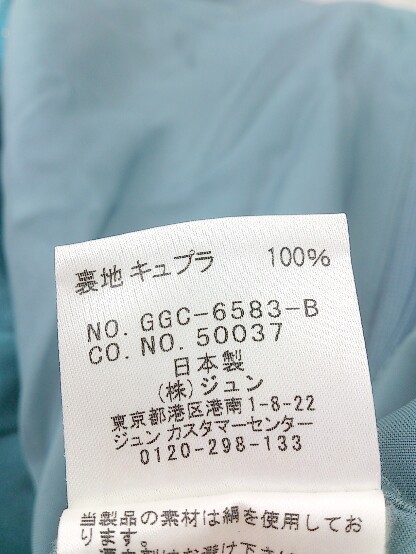 裏地 キュプラ 100%
NO. GGC-6583-B
CO. NO. 50037
日本製
(株)ジュン
東京都港区港南1-8-22
ジュン カスタマーセンター
0120-298-133
当製品の素材は絹を使用してお
ります。